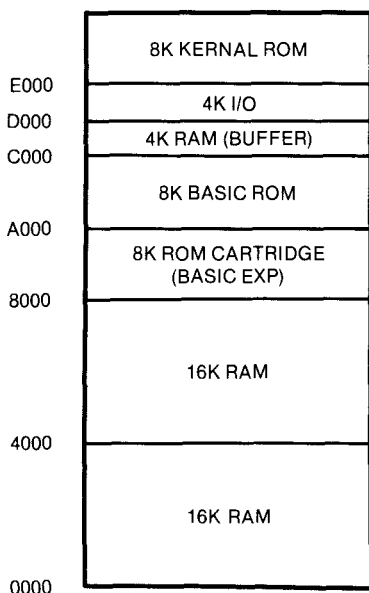 8K KERNAL ROM
E000
4K I/O
D000
4K RAM (BUFFER)
C000
8K BASIC ROM
A000
8K ROM CARTRIDGE
(BASIC EXP)
8000
16K RAM
4000
16K RAM
0000